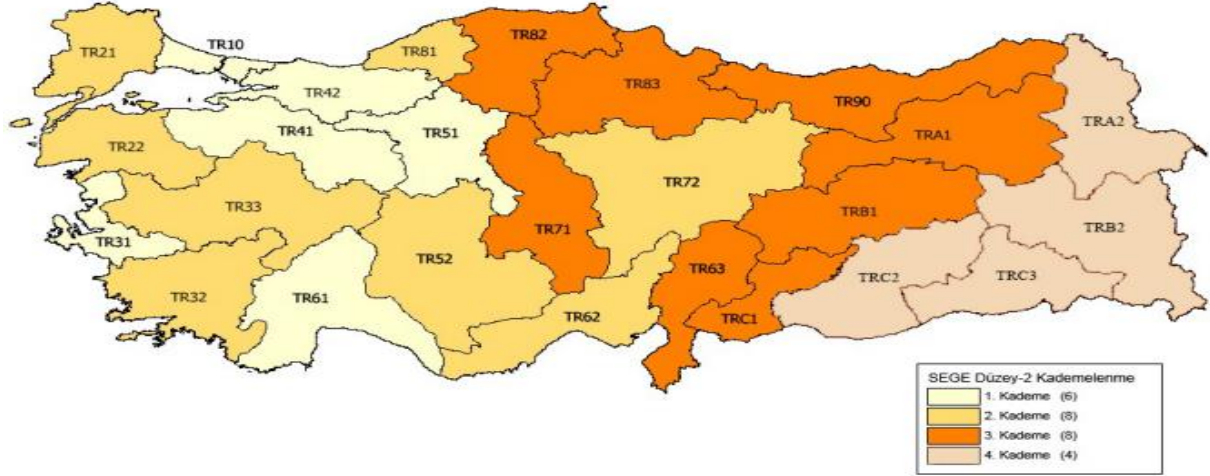 TR10
TR21
TR81
TR82
TR42
TR83
TR90
TR41
TR51
TRA1
TRA2
TR22
TR72
TR33
TRB1
TRB2
TR31
TR71
TR52
TR63
TRC2
TRC3
TR32
TR61
TR62
TRC1
SEGE Düzey-2 Kademelenme
1. Kademe (6)
2. Kademe (8)
3. Kademe (8)
4. Kademe (4)